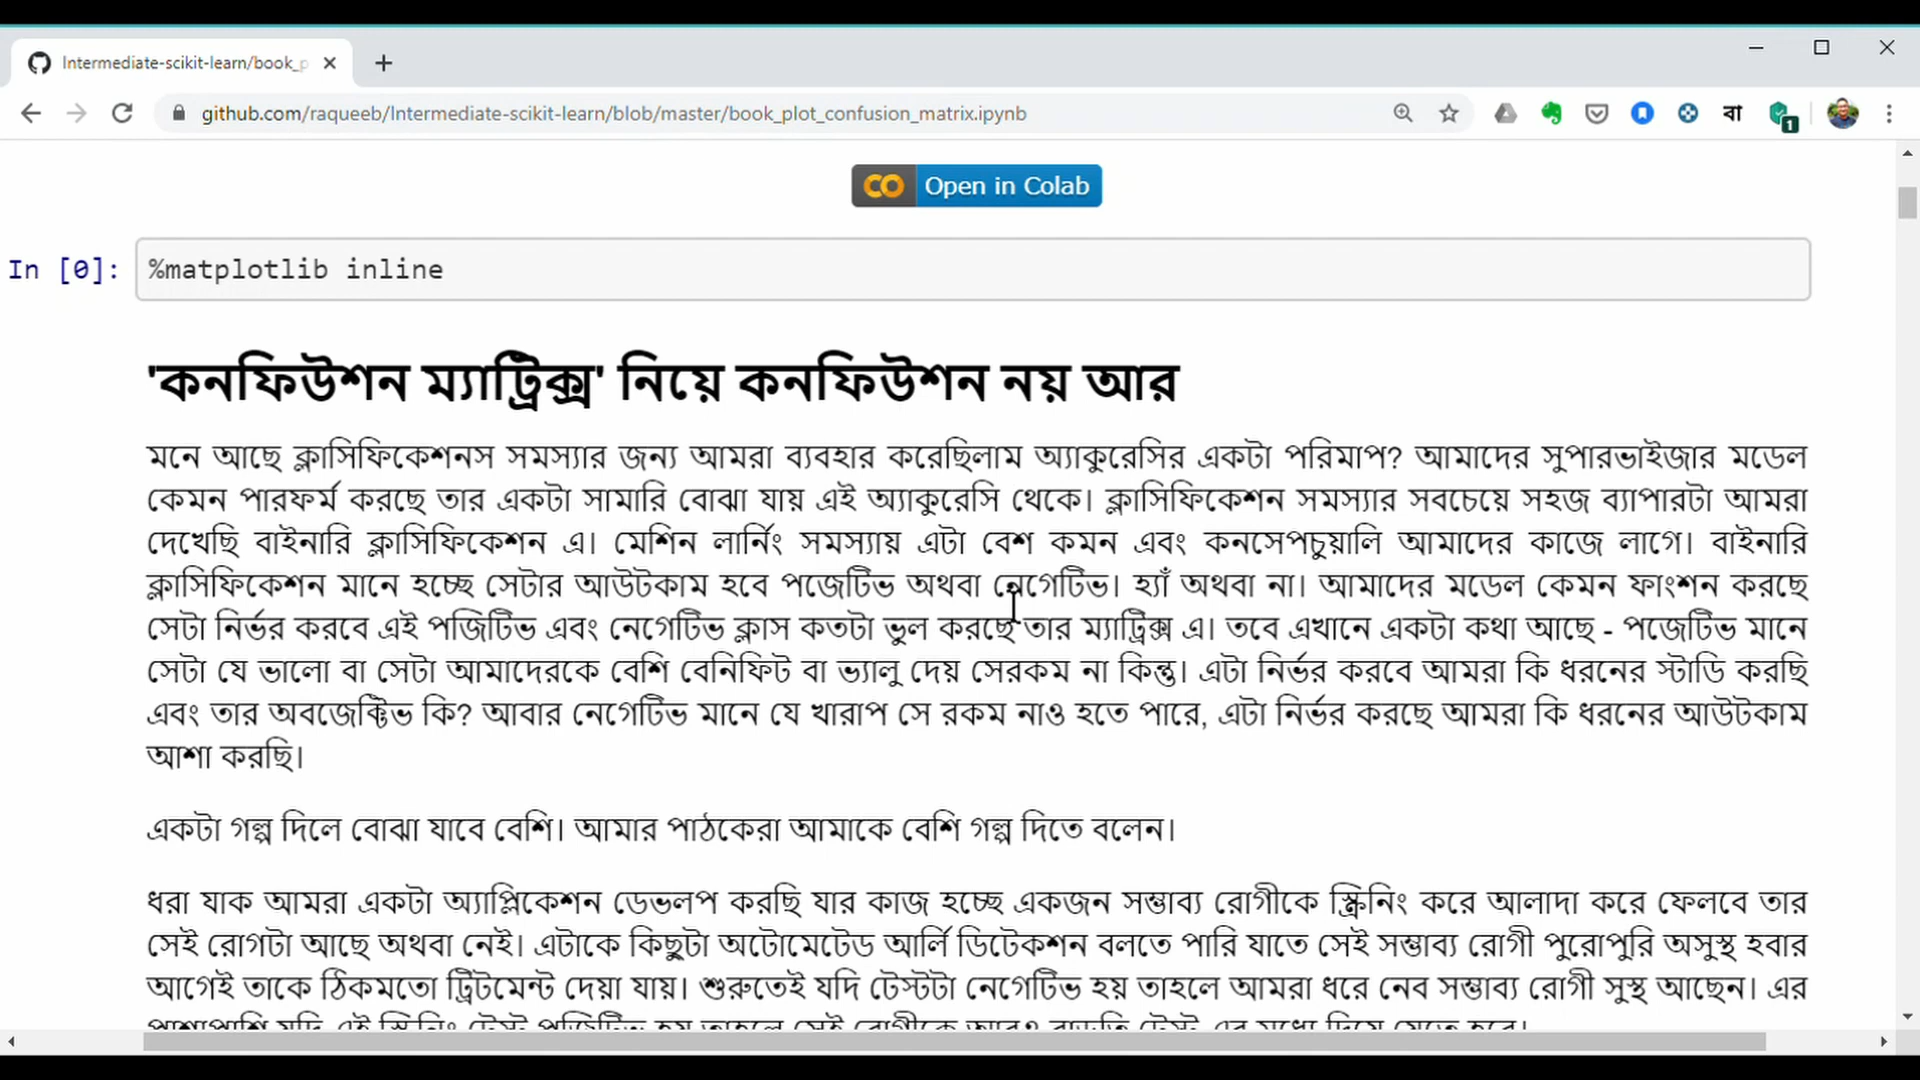 Intermediate-scikit-learn/book_p
github.com/raqueeb/Intermediate-scikit-learn/blob/master/book_plot_confusion_matrix.ipynb
বা
1
Open in Colab
In [0]: %matplotlib inline
'কনফিউশন ম্যাট্রিক্স' নিয়ে কনফিউশন নয় আর
মনে আছে ক্লাসিফিকেশনস সমস্যার জন্য আমরা ব্যবহার করেছিলাম অ্যাকুরেসির একটা পরিমাপ? আমাদের সুপারভাইজার মডেল
কেমন পারফর্ম করছে তার একটা সামারি বোঝা যায় এই অ্যাকুরেসি থেকে। ক্লাসিফিকেশন সমস্যার সবচেয়ে সহজ ব্যাপারটা আমরা
দেখেছি বাইনারি ক্লাসিফিকেশন এ। মেশিন লার্নিং সমস্যায় এটা বেশ কমন এবং কনসেপচুয়ালি আমাদের কাজে লাগে। বাইনারি
ক্লাসিফিকেশন মানে হচ্ছে সেটার আউটকাম হবে পজেটিভ অথবা নেগেটিভ। হ্যাঁ অথবা না। আমাদের মডেল কেমন ফাংশন করছে
সেটা নির্ভর করবে এই পজিটিভ এবং নেগেটিভ ক্লাস কতটা ভুল করছে তার ম্যাট্রিক্স এ। তবে এখানে একটা কথা আছে - পজেটিভ মানে
সেটা যে ভালো বা সেটা আমাদেরকে বেশি বেনিফিট বা ভ্যালু দেয় সেরকম না কিন্তু। এটা নির্ভর করবে আমরা কি ধরনের স্টাডি করছি
এবং তার অবজেক্টিভ কি? আবার নেগেটিভ মানে যে খারাপ সে রকম নাও হতে পারে, এটা নির্ভর করছে আমরা কি ধরনের আউটকাম
আশা করছি।
একটা গল্প দিলে বোঝা যাবে বেশি। আমার পাঠকেরা আমাকে বেশি গল্প দিতে বলেন।
ধরা যাক আমরা একটা অ্যাপ্লিকেশন ডেভলপ করছি যার কাজ হচ্ছে একজন সম্ভাব্য রোগীকে স্ক্রিনিং করে আলাদা করে ফেলবে তার
সেই রোগটা আছে অথবা নেই। এটাকে কিছুটা অটোমেটেড আর্লি ডিটেকশন বলতে পারি যাতে সেই সম্ভাব্য রোগী পুরোপুরি অসুস্থ হবার
আগেই তাকে ঠিকমতো ট্রিটমেন্ট দেয়া যায়। শুরুতেই যদি টেস্টটা নেগেটিভ হয় তাহলে আমরা ধরে নেব সম্ভাব্য রোগী সুস্থ আছেন। এর